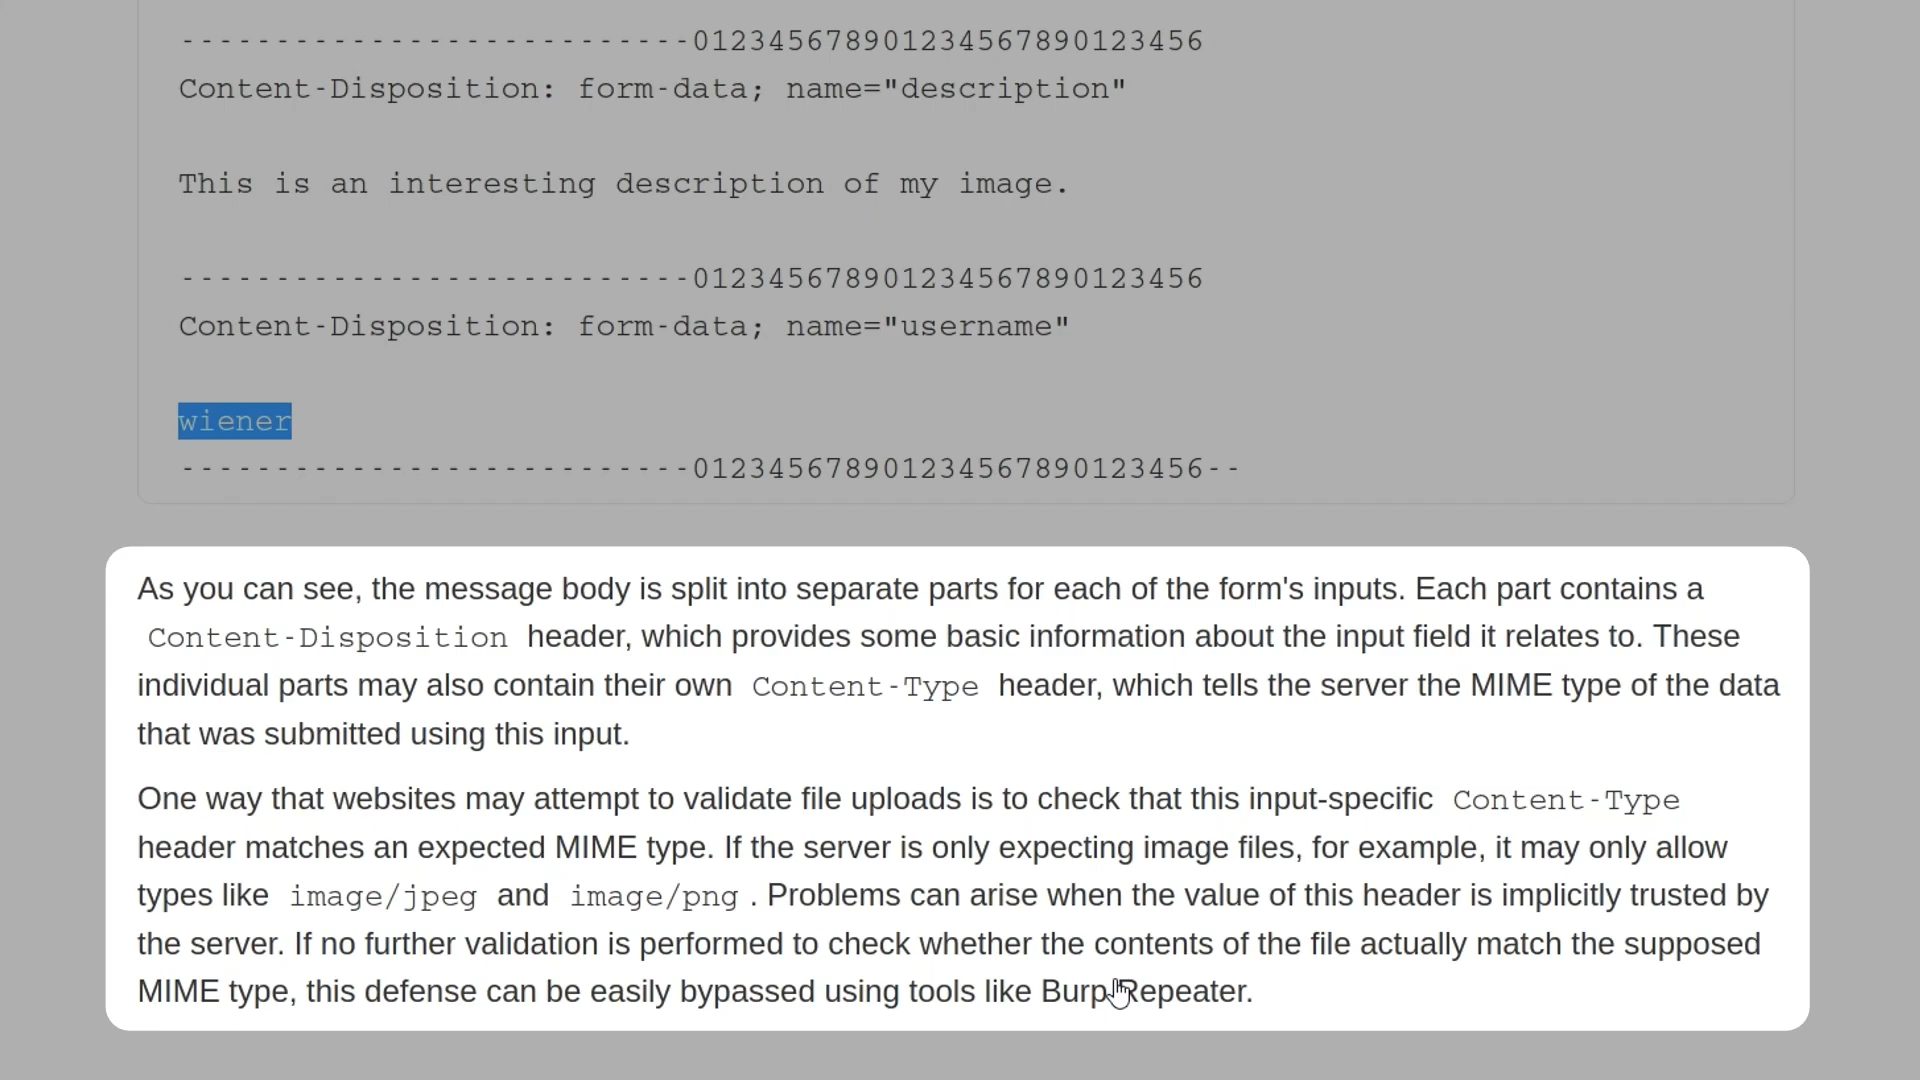 ---------------------------012345678901234567890123456
Content-Disposition: form-data; name="description"
This is an interesting description of my image.
---------------------------012345678901234567890123456
Content-Disposition: form-data; name="username"
wiener
---------------------------012345678901234567890123456--
As you can see, the message body is split into separate parts for each of the form's inputs. Each part contains a
Content-Disposition header, which provides some basic information about the input field it relates to. These
individual parts may also contain their own Content-Type header, which tells the server the MIME type of the data
that was submitted using this input.
One way that websites may attempt to validate file uploads is to check that this input-specific Content-Type
header matches an expected MIME type. If the server is only expecting image files, for example, it may only allow
types like image/jpeg and image/png . Problems can arise when the value of this header is implicitly trusted by
the server. If no further validation is performed to check whether the contents of the file actually match the supposed
MIME type, this defense can be easily bypassed using tools like Burp Repeater.